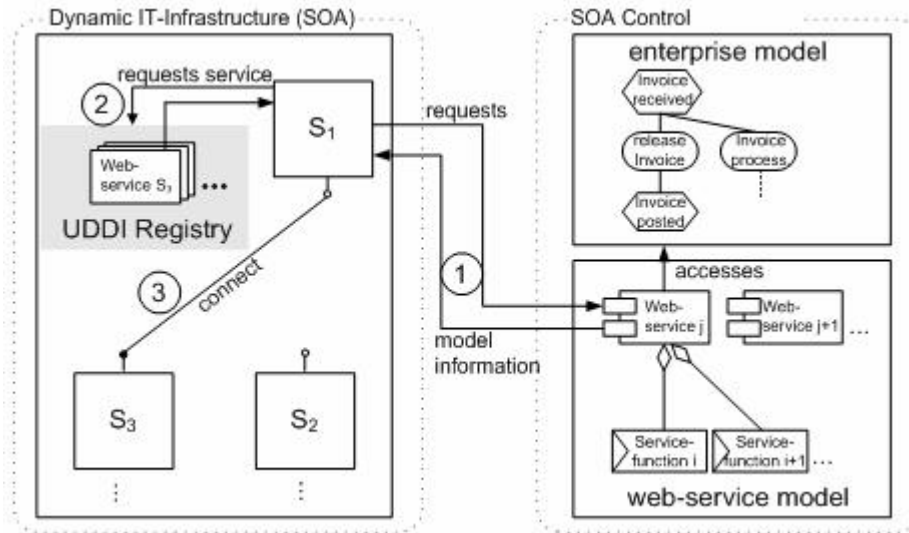 Dynamic IT-Infrastructure (SOA)
requests service
2
S1
Web-
service S3
...
UDDI Registry
3
connect
S3
S2
requests
1
model
information
SOA Control
enterprise model
Invoice
received
release
Invoice
Invoice
process
Invoice
posted
accesses
Web-
service j
Web-
service j+1
...
Service-
function i
Service-
function i+1
...
web-service model